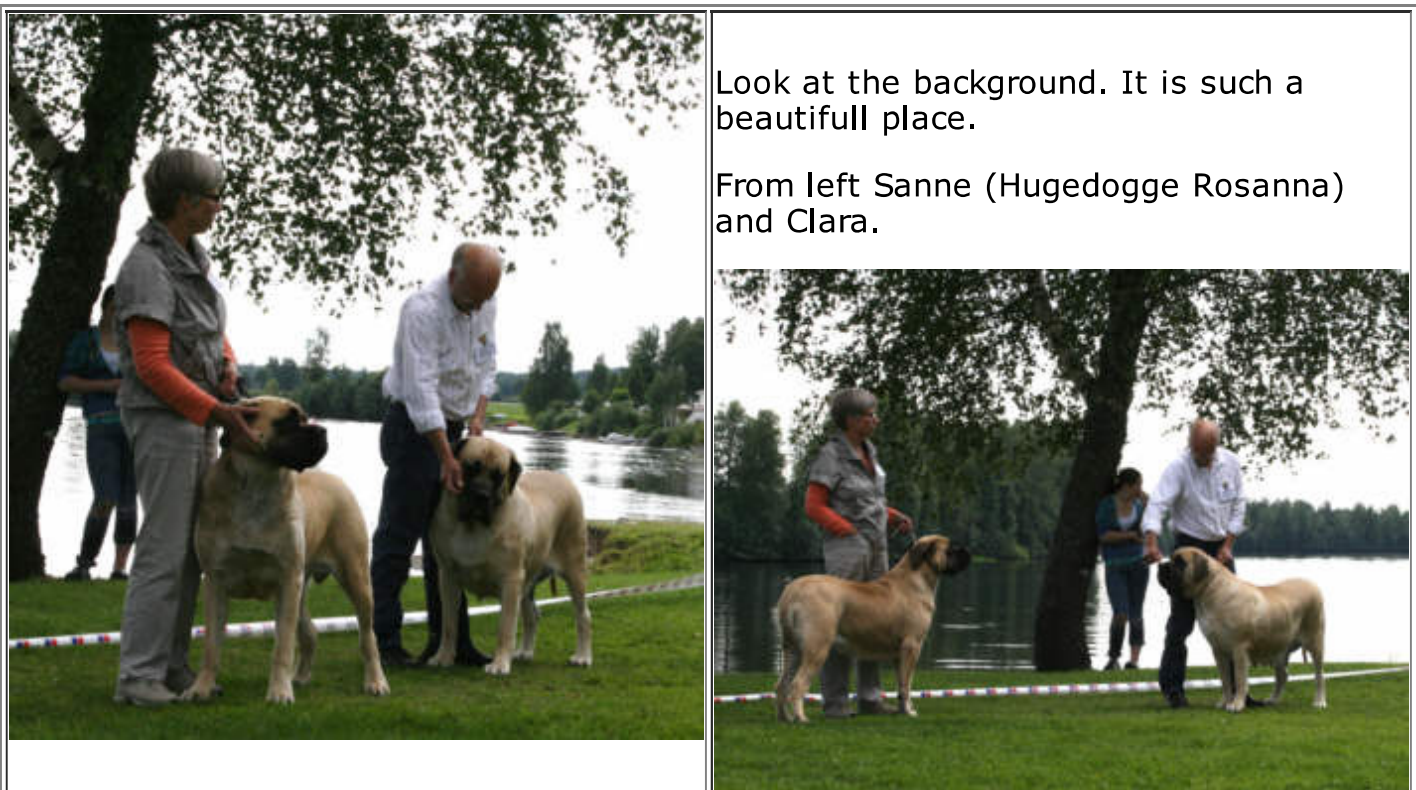 Look at the background. It is such a
beautifull place.
From left Sanne (Hugedogge Rosanna)
and Clara.